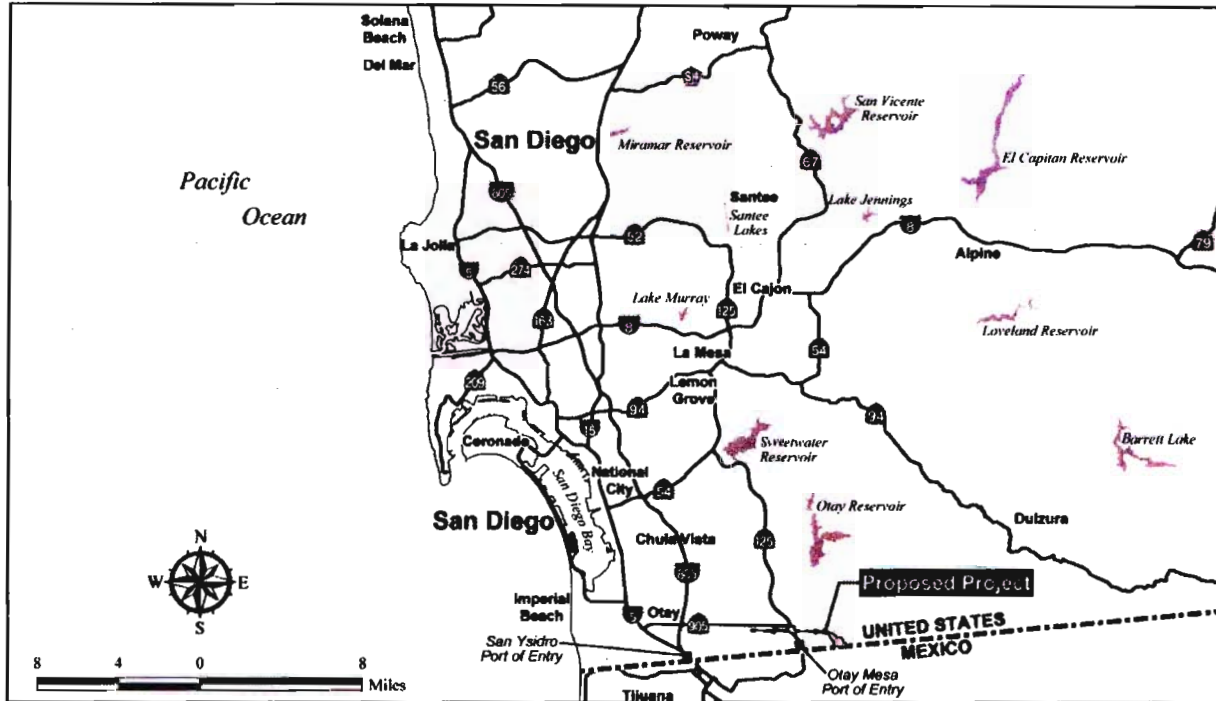 Solana
Beach
Del Mar
Poway
56
S4
San Vicente
Reservoir
San Diego
Miramar Reservoir
El Capitan Reservoir
67
Pacific
Ocean
805
Santee
Santee
Lakes
Lake Jennings
52
8
79
La Jolla
5
274
Alpine
El Cajon
Lake Murray
125
163
8
Loveland Reservoir
La Mesa
54
209
Lemon
Grove
94
94
15
Coronado
Sweetwater
Reservoir
Barrett Lake
National
City
54
San Diego Bay
Otay Reservoir
San Diego
Dulzura
Chula Vista
125
805
N
W
E
S
Proposed Project
Imperial
Beach
5
Otay
905
UNITED STATES
MEXICO
San Ysidro
Port of Entry
Otay Mesa
Port of Entry
8
4
0
8
Miles
Tijuana